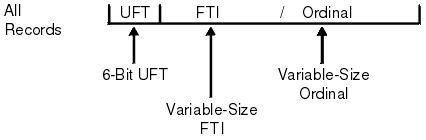 All
Records
UFT FTI / Ordinal
6-Bit UFT
Variable-Size
FTI
Variable-Size
Ordinal